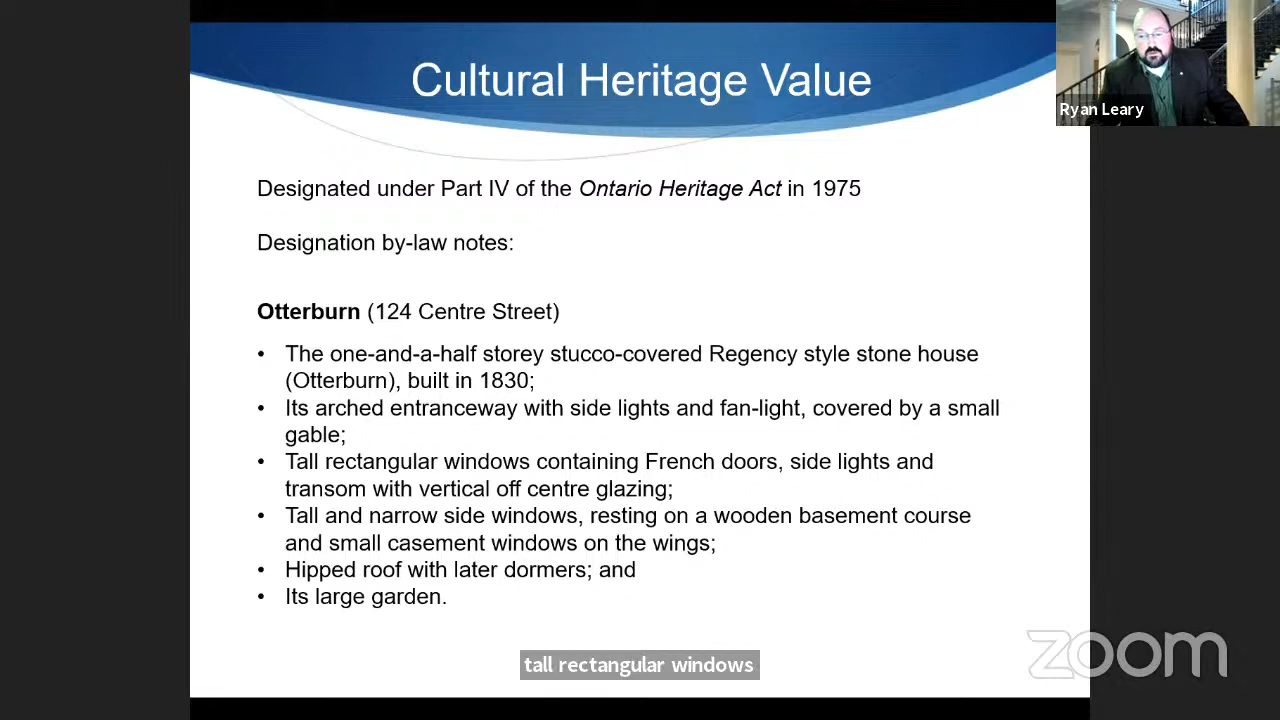 Cultural Heritage Value
Ryan Leary
Designated under Part IV of the Ontario Heritage Act in 1975
Designation by-law notes:
Otterburn (124 Centre Street)
• The one-and-a-half storey stucco-covered Regency style stone house
(Otterburn), built in 1830;
• Its arched entranceway with side lights and fan-light, covered by a small
gable;
• Tall rectangular windows containing French doors, side lights and
transom with vertical off centre glazing;
• Tall and narrow side windows, resting on a wooden basement course
and small casement windows on the wings;
• Hipped roof with later dormers; and
• Its large garden.
tall rectangular windows
zoom